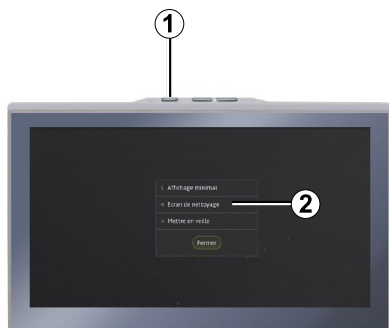 1
Affichage minimal
Ecran de nettoyage
2
Mettre en veille
Fermer